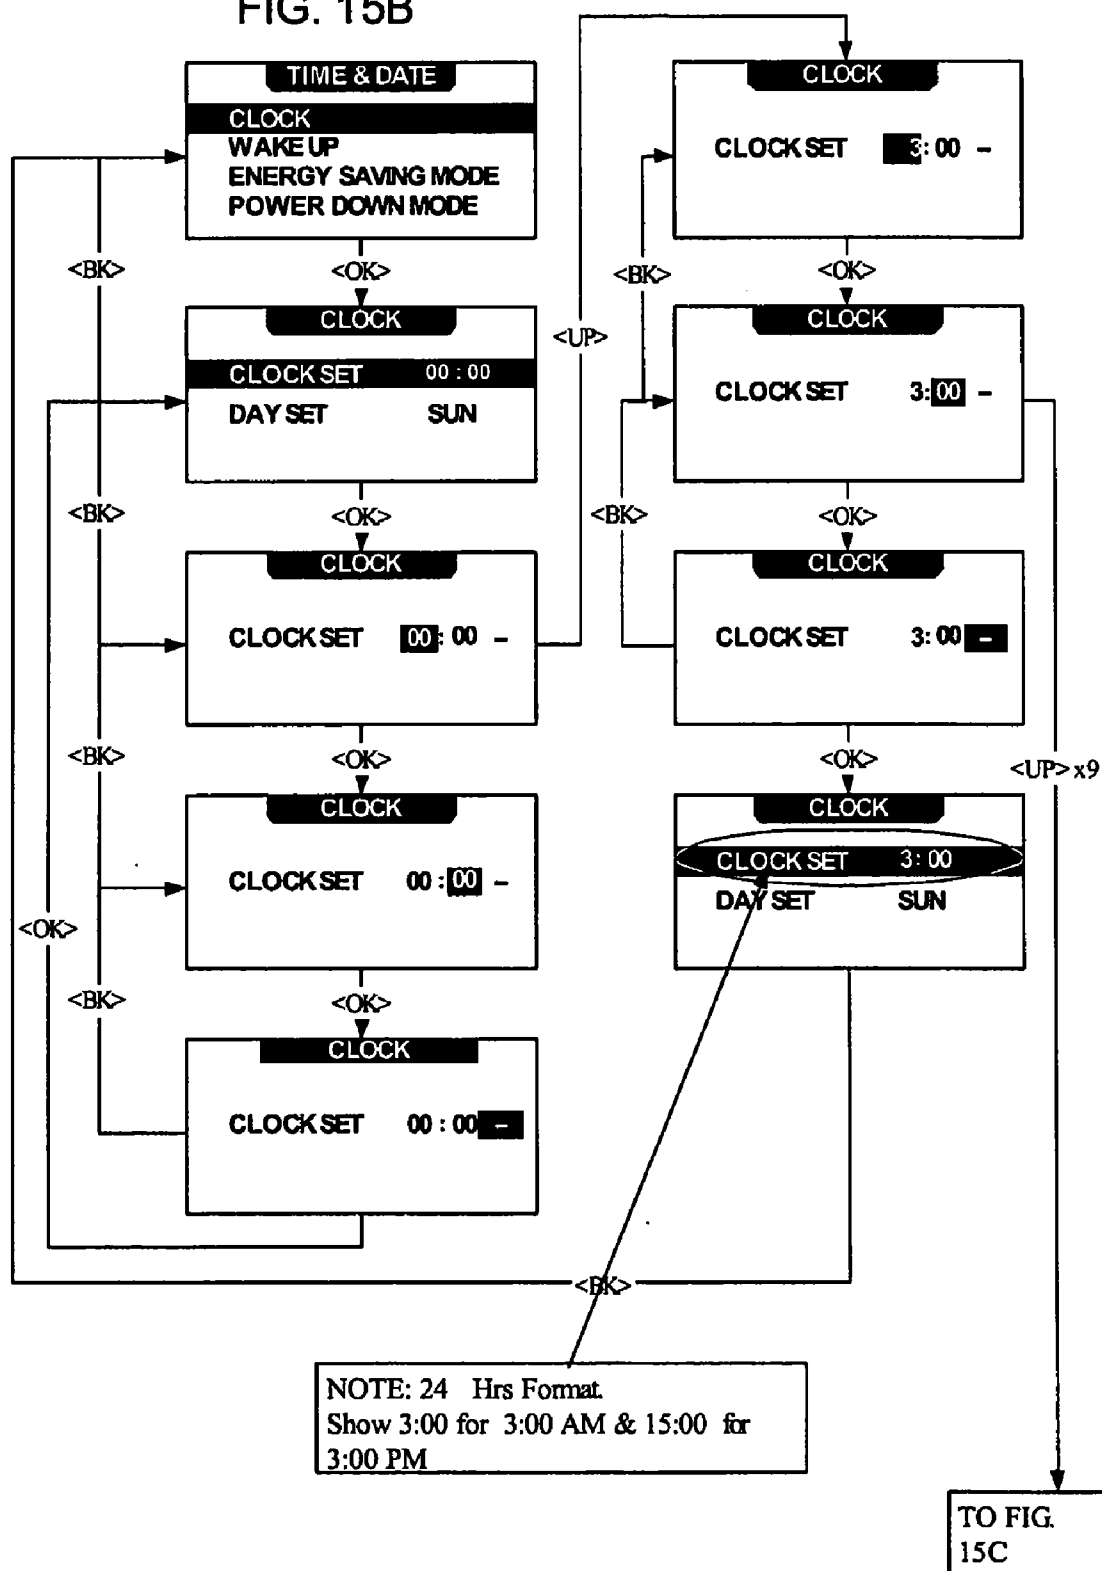 FIG. 15B
TIME & DATE
CLOCK
WAKE UP
ENERGY SAVING MODE
POWER DOWN MODE
<BK>
<OK>
CLOCK
CLOCK SET 00 : 00
DAY SET SUN
<BK>
<OK>
CLOCK
CLOCK SET 00 : 00 –
<BK>
<OK>
CLOCK
CLOCK SET 00 : 00 –
<OK>
<BK>
<OK>
CLOCK
CLOCK SET 00 : 00 –
<UP>
CLOCK
CLOCK SET 3: 00 –
<BK>
<OK>
CLOCK
CLOCK SET 3: 00 –
<BK>
<OK>
CLOCK
CLOCK SET 3: 00 –
<OK>
<UP> x9
CLOCK
CLOCK SET 3: 00
DAY SET SUN
<BK>
NOTE: 24 Hrs Format.
Show 3:00 for 3:00 AM & 15:00 for
3:00 PM
TO FIG.
15C